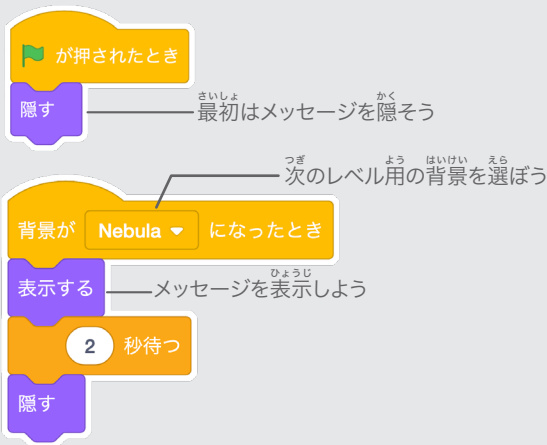 が押されたとき
隠す
さいしょ かく
最初はメッセージを隠そう
つぎ よう はいけい えら
次のレベル用の背景を選ぼう
背景が Nebula になったとき
表示する
ひょうじ
メッセージを表示しよう
2 秒待つ
隠す